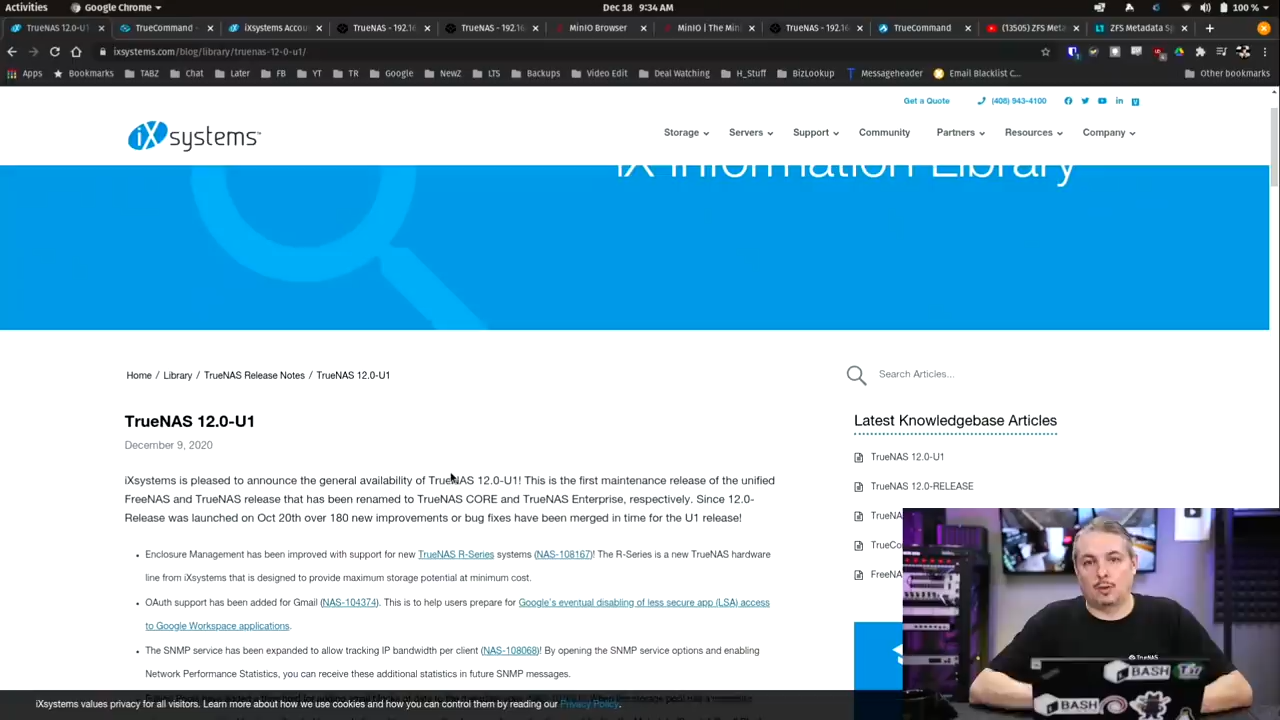 Activities
Google Chrome
Dec 18 9:34 AM
100 %
TrueNAS 12.0-U1
TrueCommand -
iXsystems Accou
TrueNAS - 192.16
TrueNAS - 192.16
MinIO Browser
MinIO | The Mini
TrueNAS - 192.16
TrueCommand
(13505) ZFS Meta
ZFS Metadata Sp
ixsystems.com/blog/library/truenas-12-0-u1/
Apps
Bookmarks
TABZ
Chat
Later
FB
YT
TR
Google
NewZ
LTS
Backups
Video Edit
Deal Watching
H_Stuff
BizLookup
Messageheader
Email Blacklist C...
Other bookmarks
Get a Quote
(408) 943-4100
iXsystems™
Storage
Servers
Support
Community
Partners
Resources
Company
iX Information Library
Home / Library / TrueNAS Release Notes / TrueNAS 12.0-U1
Search Articles...
TrueNAS 12.0-U1
December 9, 2020
iXsystems is pleased to announce the general availability of TrueNAS 12.0-U1! This is the first maintenance release of the unified
FreeNAS and TrueNAS release that has been renamed to TrueNAS CORE and TrueNAS Enterprise, respectively. Since 12.0-
Release was launched on Oct 20th over 180 new improvements or bug fixes have been merged in time for the U1 release!
Enclosure Management has been improved with support for new TrueNAS R-Series systems (NAS-108167)! The R-Series is a new TrueNAS hardware
line from iXsystems that is designed to provide maximum storage potential at minimum cost.
OAuth support has been added for Gmail (NAS-104374). This is to help users prepare for Google's eventual disabling of less secure app (LSA) access
to Google Workspace applications.
The SNMP service has been expanded to allow tracking IP bandwidth per client (NAS-108068)! By opening the SNMP service options and enabling
Network Performance Statistics, you can receive these additional statistics in future SNMP messages.
Latest Knowledgebase Articles
TrueNAS 12.0-U1
TrueNAS 12.0-RELEASE
TrueNA
TrueCo
FreeNA
TrueNAS
BASH
BASH
BASH
iXsystems values privacy for all visitors. Learn more about how we use cookies and how you can control them by reading our Privacy Policy.